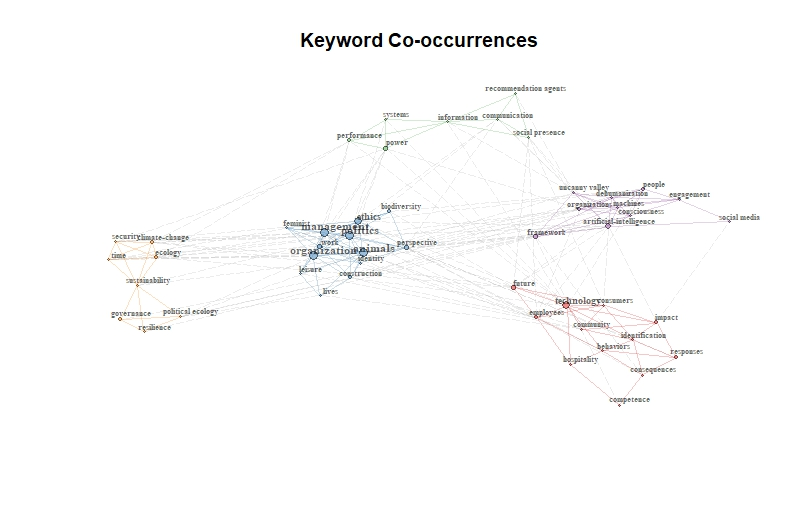 Keyword Co-occurrences
recommendation agents
systems
information
communication
performance
social presence
power
uncanny valley
people
dehumanization
engagement
organizations
machines
consciousness
social media
artificial intelligence
framework
biodiversity
ethics
feminist
management
politics
work
perspective
organization
animals
identity
leisure
construction
lives
security
climate-change
time
ecology
sustainability
governance
political ecology
resilience
future
technology
consumers
employees
impact
community
identification
behaviors
responses
hospitality
consequences
competence